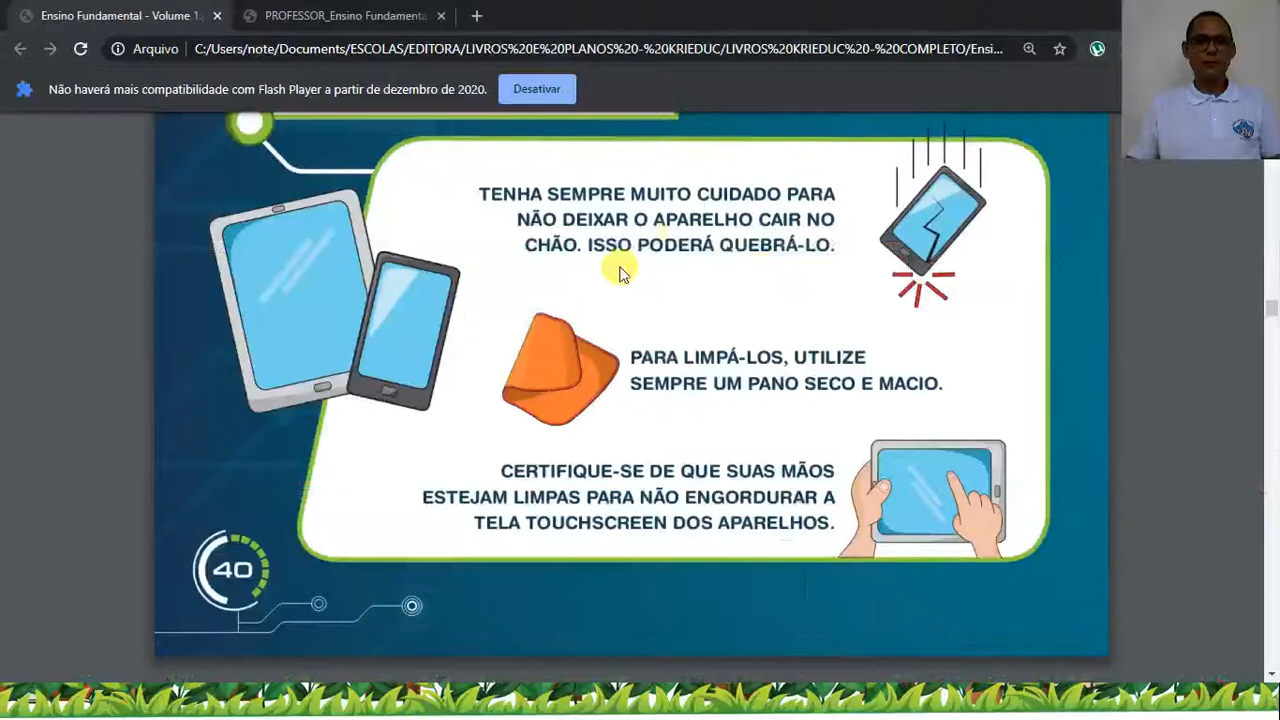 Ensino Fundamental - Volume 1.
PROFESSOR_Ensino Fundamenta
Arquivo
C:/Users/note/Documents/ESCOLAS/EDITORA/LIVROS%20E%20PLANOS%20-%20KRIEDUC/LIVROS%20KRIEDUC%20-%20COMPLETO/Ensi...
Não haverá mais compatibilidade com Flash Player a partir de dezembro de 2020.
Desativar
TENHA SEMPRE MUITO CUIDADO PARA
NÃO DEIXAR O APARELHO CAIR NO
CHÃO. ISSO PODERÁ QUEBRÁ-LO.
PARA LIMPÁ-LOS, UTILIZE
SEMPRE UM PANO SECO E MACIO.
CERTIFIQUE-SE DE QUE SUAS MÃOS
ESTEJAM LIMPAS PARA NÃO ENGORDURAR A
TELA TOUCHSCREEN DOS APARELHOS.
40